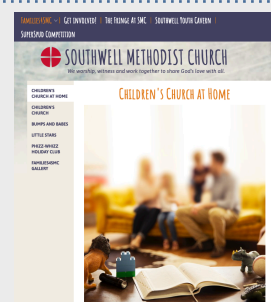 FAMILIES@SMC | GET INVOLVED! | THE FRINGE AT SMC | SOUTHWELL YOUTH CAVERN |
SUPERSPUD COMPETITION
SOUTHWELL METHODIST CHURCH
We worship, witness and work together to share God's love with all.
CHILDREN'S CHURCH AT HOME
CHILDREN'S
CHURCH AT HOME
CHILDREN'S
CHURCH
BUMPS AND BABES
LITTLE STARS
PHIZZ-WHIZZ
HOLIDAY CLUB
FAMILIES@SMC
GALLERY